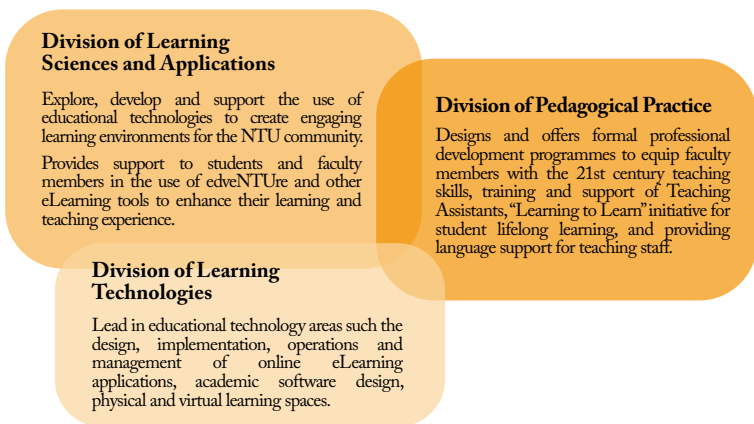 Division of Learning
Sciences and Applications
Explore, develop and support the use of
educational technologies to create engaging
learning environments for the NTU community.
Provides support to students and faculty
members in the use of edveNTUre and other
eLearning tools to enhance their learning and
teaching experience.
Division of Pedagogical Practice
Designs and offers formal professional
development programmes to equip faculty
members with the 21st century teaching
skills, training and support of Teaching
Assistants, “Learning to Learn” initiative for
student lifelong learning, and providing
language support for teaching staff.
Division of Learning
Technologies
Lead in educational technology areas such the
design, implementation, operations and
management of online eLearning
applications, academic software design,
physical and virtual learning spaces.